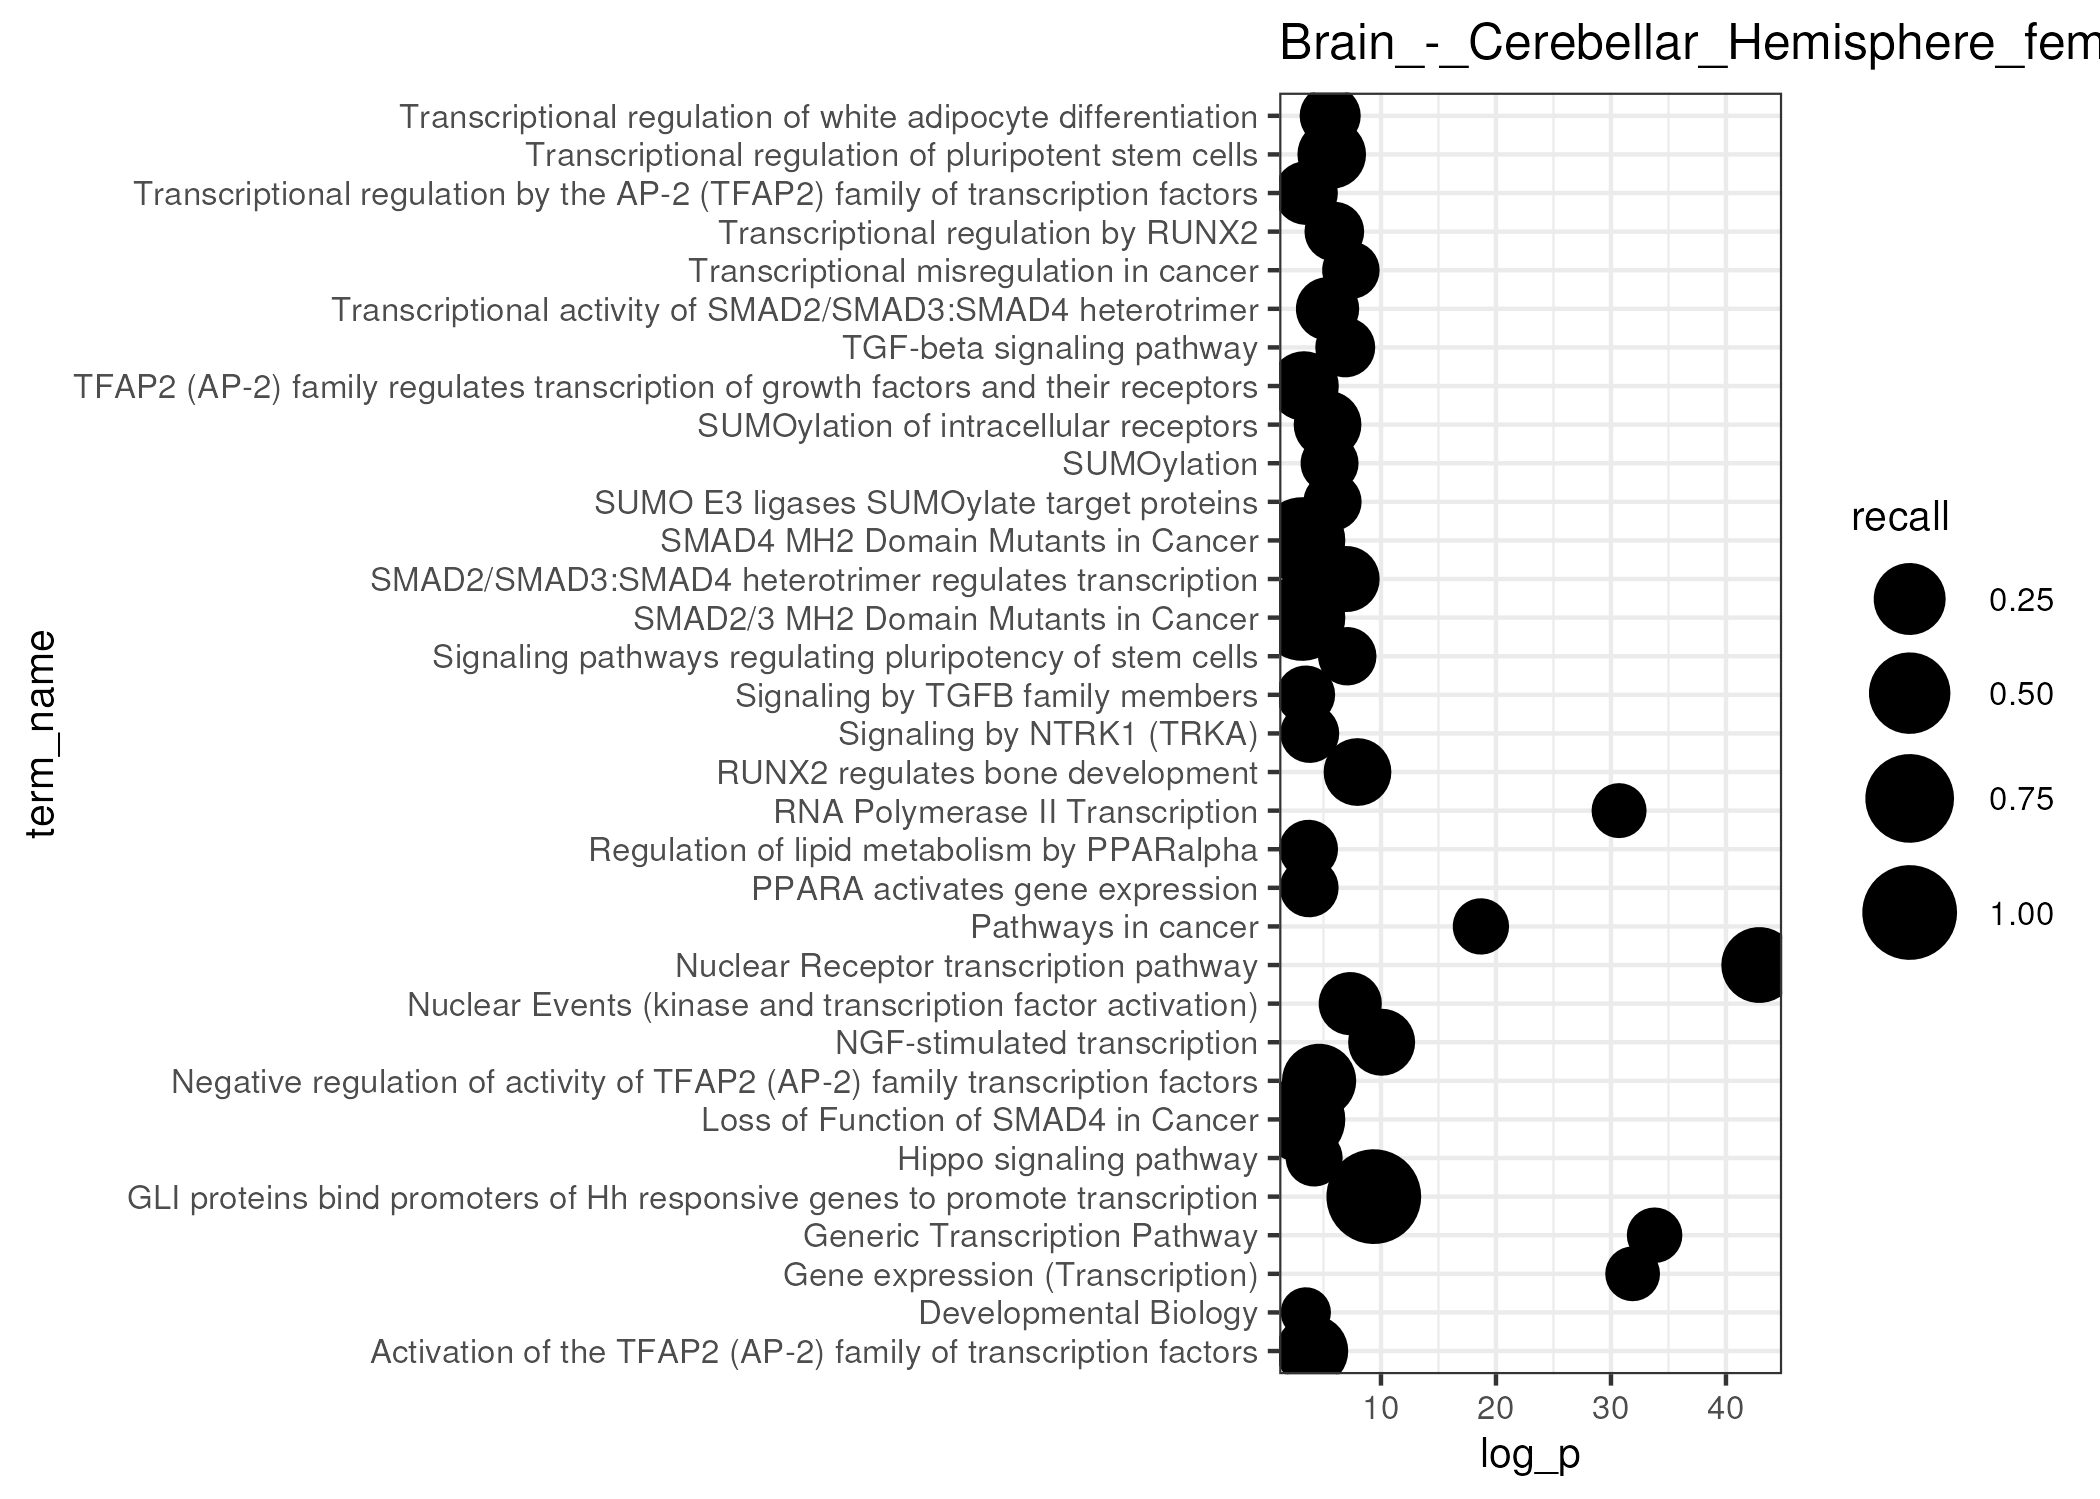 Brain_-_Cerebellar_Hemisphere_fem
Transcriptional regulation of white adipocyte differentiation
Transcriptional regulation of pluripotent stem cells
Transcriptional regulation by the AP-2 (TFAP2) family of transcription factors
Transcriptional regulation by RUNX2
Transcriptional misregulation in cancer
Transcriptional activity of SMAD2/SMAD3:SMAD4 heterotrimer
TGF-beta signaling pathway
TFAP2 (AP-2) family regulates transcription of growth factors and their receptors
SUMOylation of intracellular receptors
SUMOylation
SUMO E3 ligases SUMOylate target proteins
SMAD4 MH2 Domain Mutants in Cancer
SMAD2/SMAD3:SMAD4 heterotrimer regulates transcription
SMAD2/3 MH2 Domain Mutants in Cancer
Signaling pathways regulating pluripotency of stem cells
Signaling by TGFB family members
Signaling by NTRK1 (TRKA)
RUNX2 regulates bone development
RNA Polymerase II Transcription
Regulation of lipid metabolism by PPARalpha
PPARA activates gene expression
Pathways in cancer
Nuclear Receptor transcription pathway
Nuclear Events (kinase and transcription factor activation)
NGF-stimulated transcription
Negative regulation of activity of TFAP2 (AP-2) family transcription factors
Loss of Function of SMAD4 in Cancer
Hippo signaling pathway
GLI proteins bind promoters of Hh responsive genes to promote transcription
Generic Transcription Pathway
Gene expression (Transcription)
Developmental Biology
Activation of the TFAP2 (AP-2) family of transcription factors
term_name
10 20 30 40
log_p
recall
0.25
0.50
0.75
1.00